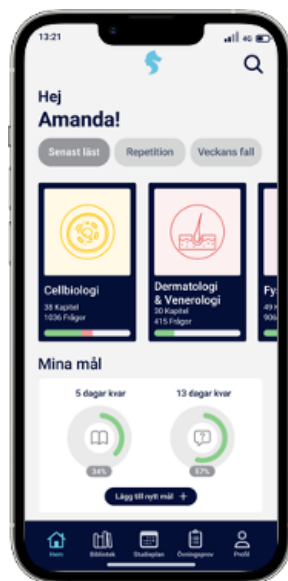 13:21
4G
Hej
Amanda!
Senast läst
Repetition
Veckans fall
Cellbiologi
38 Kapitel
1036 Frågor
Dermatologi
& Venerologi
30 Kapitel
415 Frågor
Fy
49 K
906
Mina mål
5 dagar kvar
13 dagar kvar
34%
57%
Lägg till nytt mål +
Hem
Bibliotek
Studieplan
Övningsprov
Profil